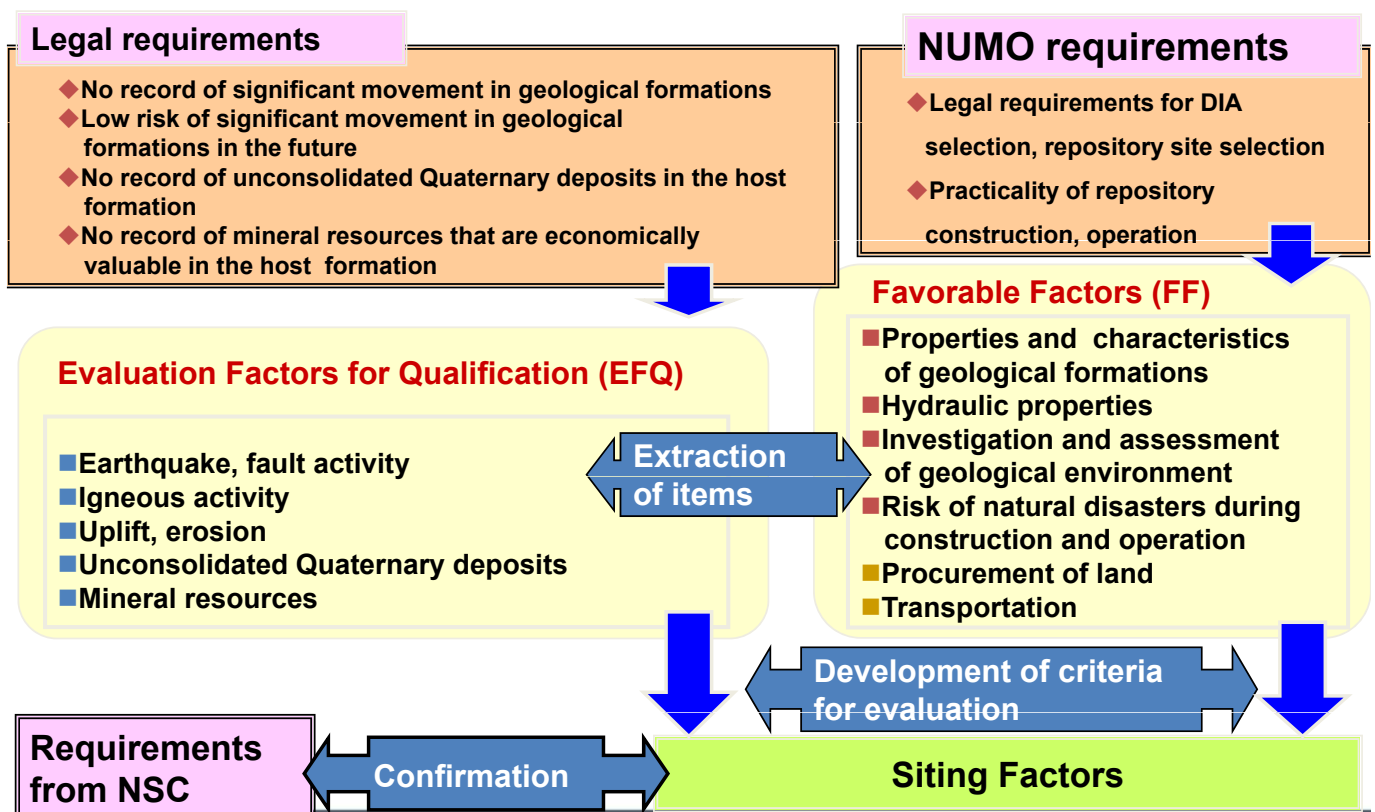 Legal requirements
◆No record of significant movement in geological formations
◆Low risk of significant movement in geological
formations in the future
◆No record of unconsolidated Quaternary deposits in the host
formation
◆No record of mineral resources that are economically
valuable in the host formation
NUMO requirements
◆Legal requirements for DIA
selection, repository site selection
◆Practicality of repository
construction, operation
Evaluation Factors for Qualification (EFQ)
■Earthquake, fault activity
■Igneous activity
■Uplift, erosion
■Unconsolidated Quaternary deposits
■Mineral resources
Extraction
of items
Favorable Factors (FF)
■Properties and characteristics
of geological formations
■Hydraulic properties
■Investigation and assessment
of geological environment
■Risk of natural disasters during
construction and operation
■Procurement of land
■Transportation
Development of criteria
for evaluation
Requirements
from NSC
Confirmation
Siting Factors